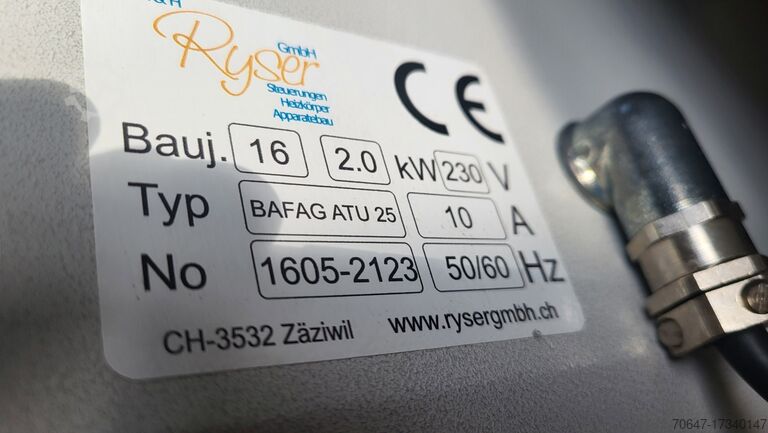 & H
Ryser
GmbH
Steuerungen
Heizkörper
Apparatebau
CE
Bauj. 16 2.0 kW 230 V
Typ BAFAG ATU 25 10 A
No 1605-2123 50/60 Hz
CH-3532 Zäziwil www.rysergmbh.ch
70647-17340147